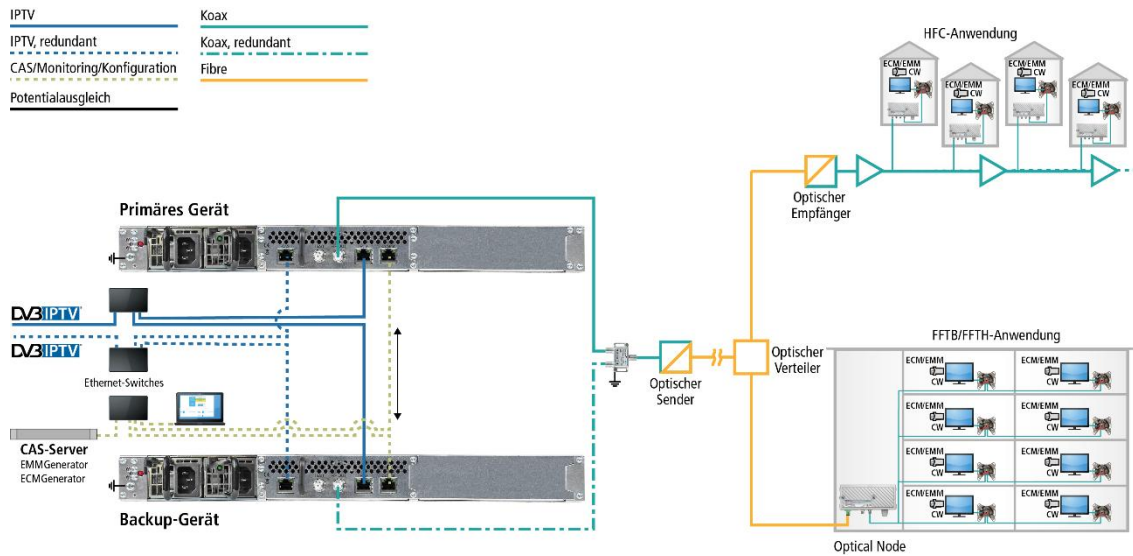 IPTV
IPTV, redundant
CAS/Monitoring/Konfiguration
Potentialausgleich
Koax
Koax, redundant
Fibre
HFC-Anwendung
ECM/EMM
CW
ECM/EMM
CW
ECM/EMM
CW
ECM/EMM
CW
Optischer
Empfänger
Primäres Gerät
DVB IPTV
DVB IPTV
Ethernet-Switches
CAS-Server
EMMGenerator
ECMGenerator
Backup-Gerät
Optischer
Sender
Optischer
Verteiler
FFTB/FFTH-Anwendung
ECM/EMM
CW
ECM/EMM
CW
ECM/EMM
CW
ECM/EMM
CW
ECM/EMM
CW
ECM/EMM
CW
ECM/EMM
CW
ECM/EMM
CW
Optical Node